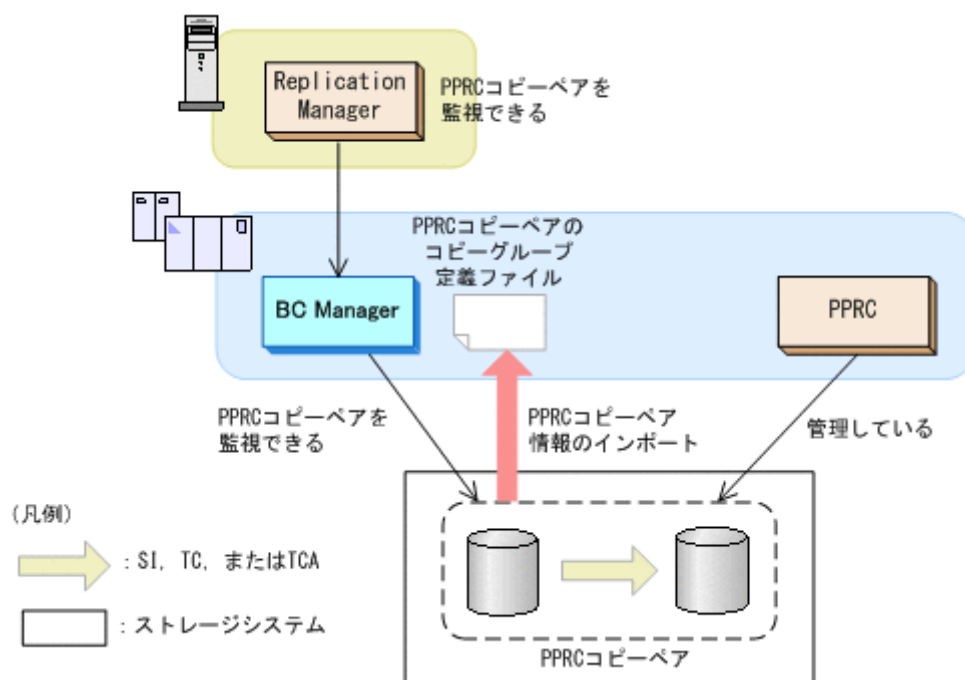 Replication
Manager
PPRCコピーペアを
監視できる
PPRCコピーペアの
コピーグループ
定義ファイル
BC Manager
PPRC
PPRCコピーペアを
監視できる
PPRCコピーペア
情報のインポート
管理している
(凡例)
:SI, TC, またはTCA
:ストレージシステム
PPRCコピーペア